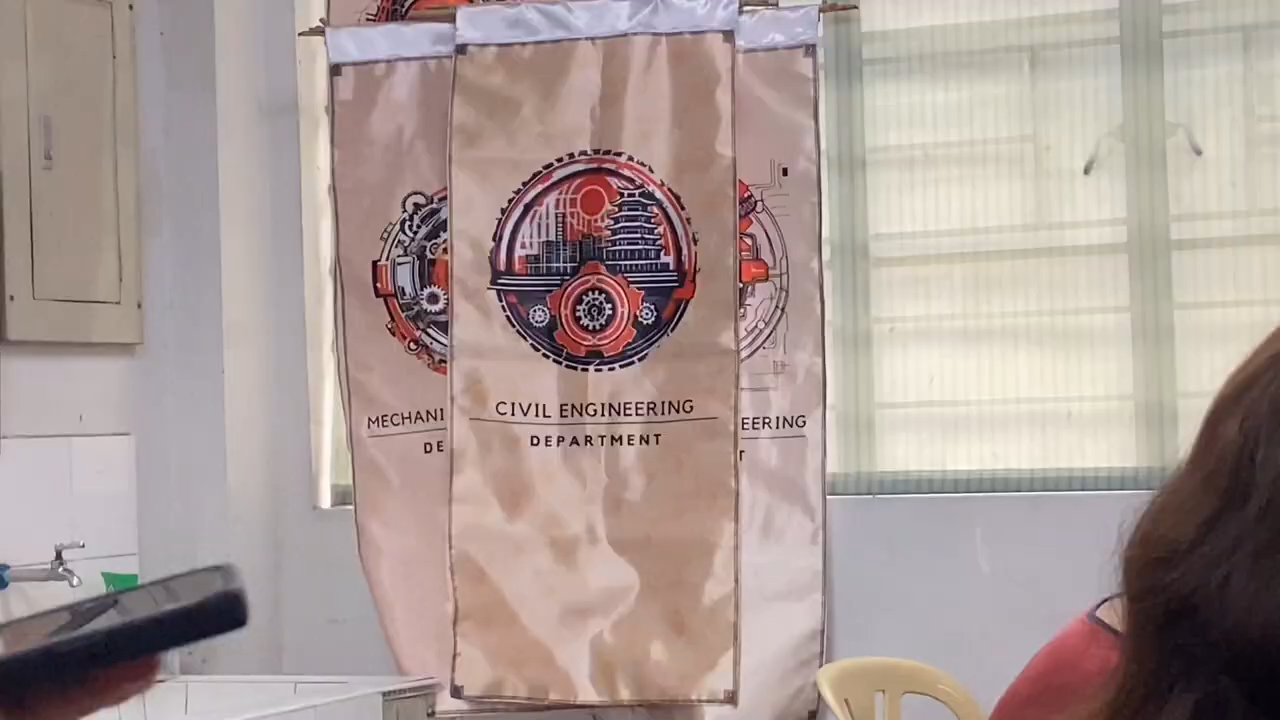 CIVIL ENGINEERING
DEPARTMENT
MECHANI
DE
EERING
T